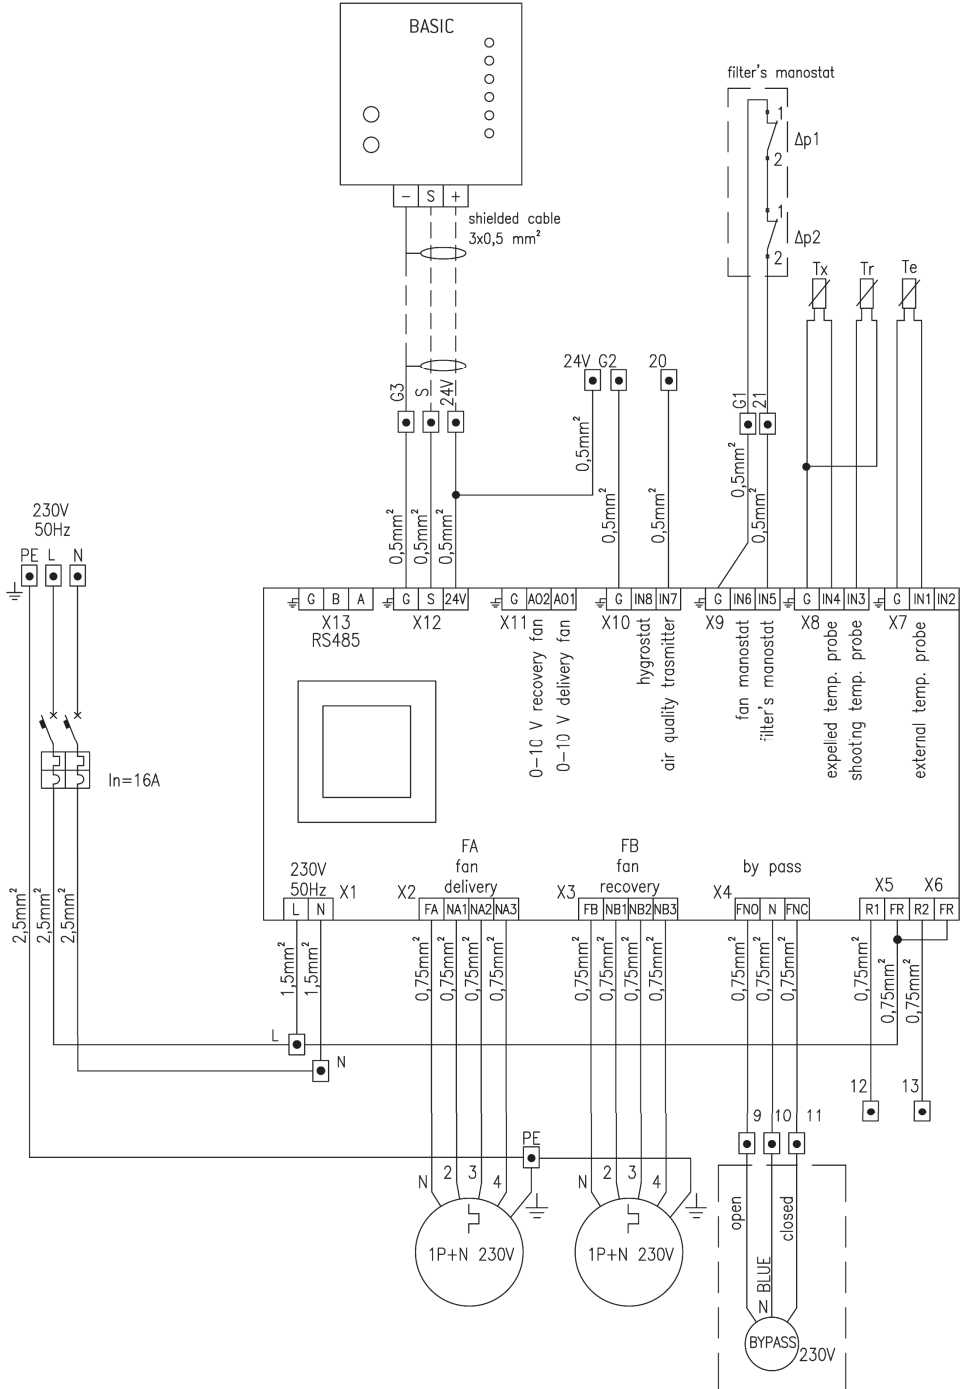 BASIC
- S +
shielded cable
3x0,5 mm²
filter's manostat
1
Δp1
2
1
Δp2
2
Tx Tr Te
24V G2 20
G3 S 24V
G1 21
0,5mm²
0,5mm²
0,5mm² 0,5mm² 0,5mm² 0,5mm² 0,5mm² 0,5mm²
230V
50Hz
PE L N
G B A G S 24V G AO2 AO1 G IN8 IN7 G IN6 IN5 G IN4 IN3 G IN1 IN2
X13 X12 X11 X10 X9 X8 X7
RS485
0-10 V recovery fan
0-10 V delivery fan
hygrostat
air quality trasmitter
fan manostat
filter's manostat
expelled temp. probe
shooting temp. probe
external temp. probe
In=16A
2,5mm² 2,5mm² 2,5mm²
230V
50Hz
X1
FA
fan
delivery
X2
FB
fan
recovery
X3
by pass
X4
X5 X6
L N FA NA1 NA2 NA3 FB NB1 NB2 NB3 FNO N FNC R1 FR R2 FR
1,5mm² 1,5mm² 0,75mm² 0,75mm² 0,75mm² 0,75mm² 0,75mm² 0,75mm² 0,75mm² 0,75mm² 0,75mm² 0,75mm² 0,75mm² 0,75mm² 0,75mm² 0,75mm²
L
N
12 13
9 10 11
PE
N 2 3 4
N 2 3 4
1P+N 230V
1P+N 230V
open
closed
BLUE
N
BYPASS
230V